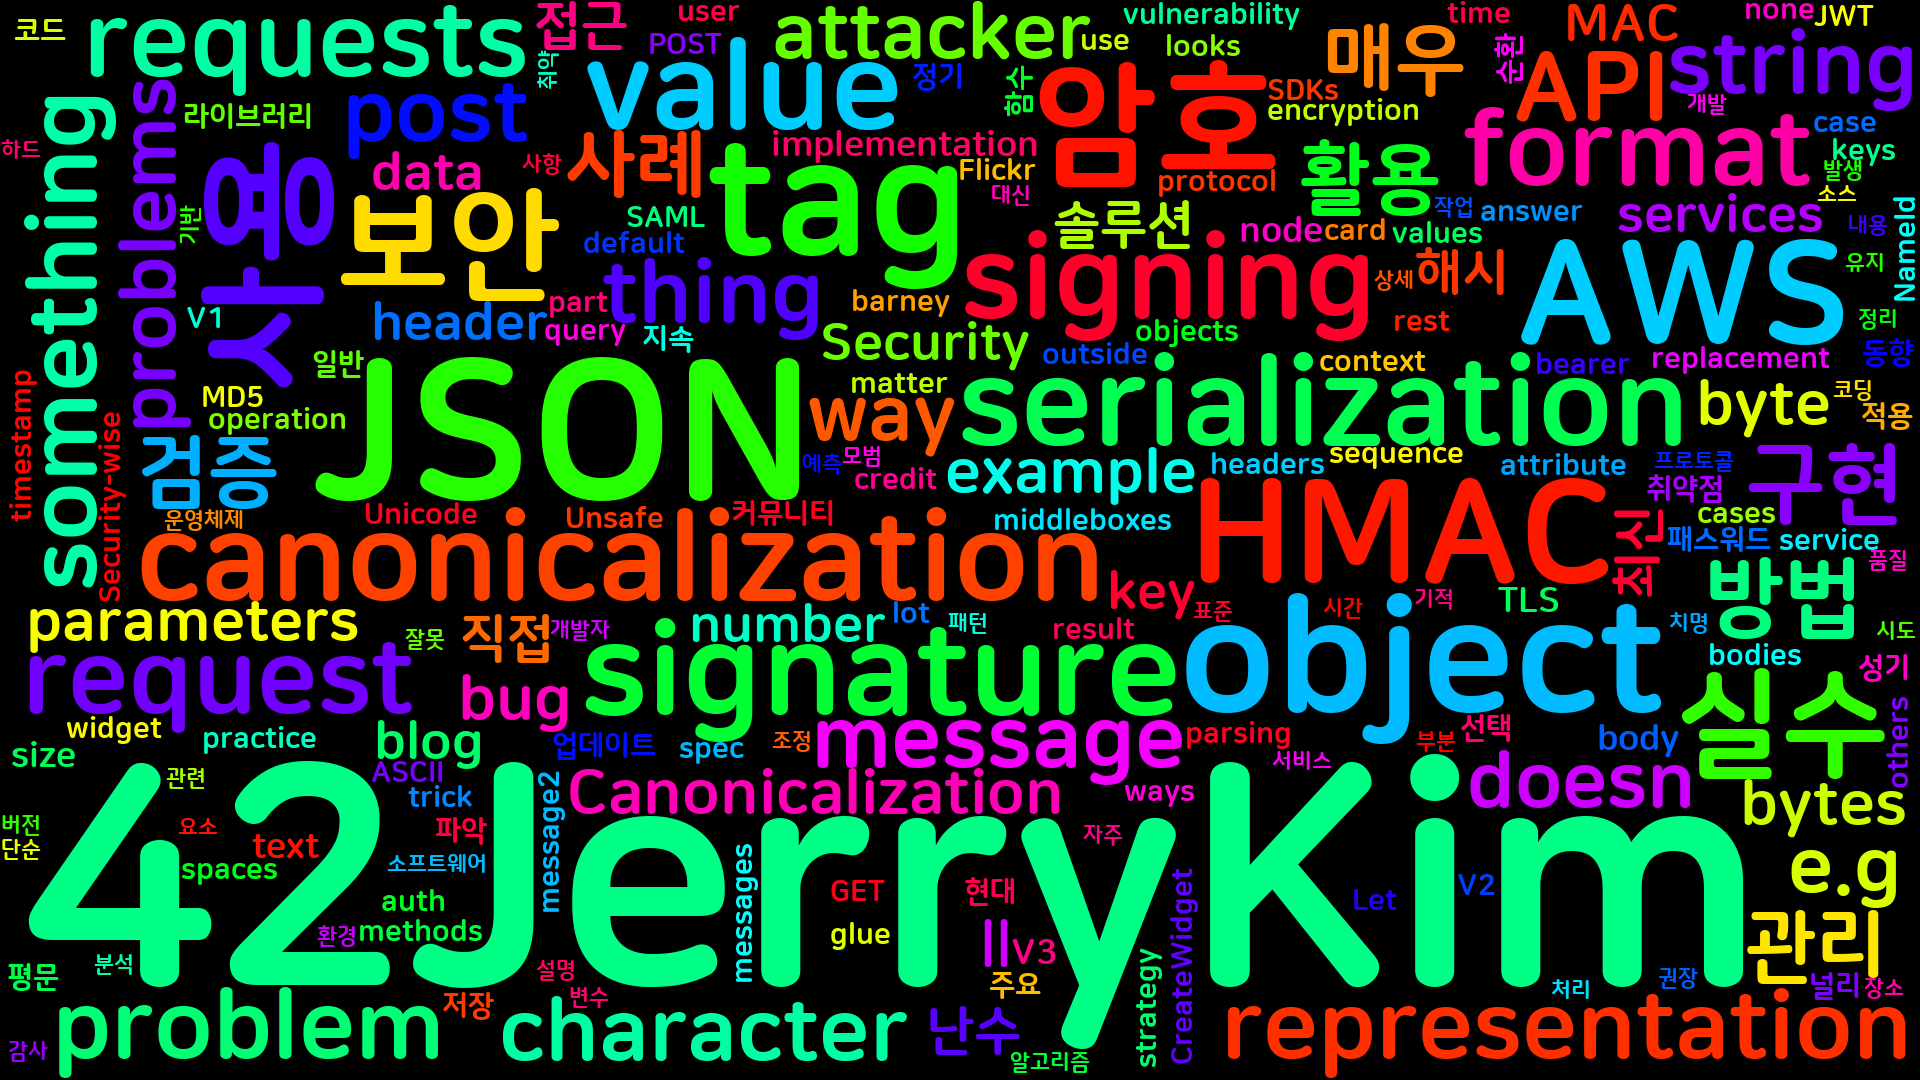 코드
requests
접근
user
POST
attacker
use
vulnerability
looks
매우
time
MAC
none
JWT
string
취약
value
정기
함수
암호
SDKs
encryption
순환
API
개발
case
something
problems
라이브러리
post
하드
data
사항
사례
implementation
Flickr
대신
protocol
활용
format
keys
발생
소스
기반
사용
보안
SAML
default
tag
솔루션
node
card
작업
values
answer
services
내용
NameId
V1
header
part
query
thing
지속
barney
signing
objects
상세
해시
rest
AWS
유지
정리
일반
Security
outside
context
bearer
replacement
동향
timestamp
Security-wise
MD5
operation
JSON
matter
way
serialization
byte
코딩
적용
검증
예측
모범
credit
example
headers
sequence
attribute
프로토콜
취약점
구현
운영체제
Unicode
Unsafe
커뮤니티
middleboxes
HMAC
최신
cases
패스워드
service
품질
canonicalization
key
표준
시간
기적
TLS
방법
치명
시도
parameters
잘못
직접
개발자
number
lot
패턴
result
bodies
성기
request
bug
signature
object
실수
others
widget
practice
size
blog
업데이트
spec
조정
message
parsing
서비스
부분
선택
body
관련
ASCII
trick
message2
Canonicalization
ways
doesn
bytes
버전
단순
요소
text
파악
spaces
소프트웨어
자주
42JerryKim
e.g
auth
환경
methods
messages
GET
현대
glue
ll
V3
CreateWidget
Let
V2
관리
평문
분석
설명
변수
주요
strategy
처리
권장
널리
장소
감사
problem
저장
character
난수
알고리즘
representation